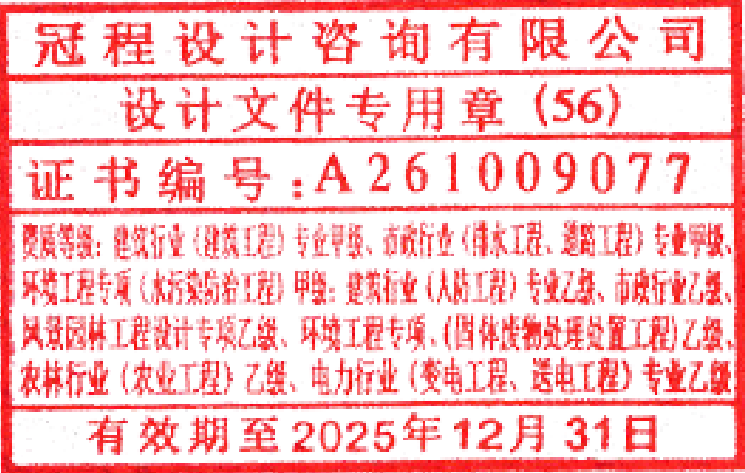 冠程设计咨询有限公司
设计文件专用章(56)
证书编号:A261009077
资质等级:建筑行业(建筑工程)专业甲级、市政行业(排水工程、道路工程)专业甲级、
环境工程专项(水污染防治工程)甲级;建筑行业(人防工程)专业乙级、市政行业乙级、
风景园林工程设计专项乙级、环境工程专项、(固体废物处理处置工程)乙级、
农林行业(农业工程)乙级、电力行业(变电工程、送电工程)专业乙级
有效期至2025年12月31日